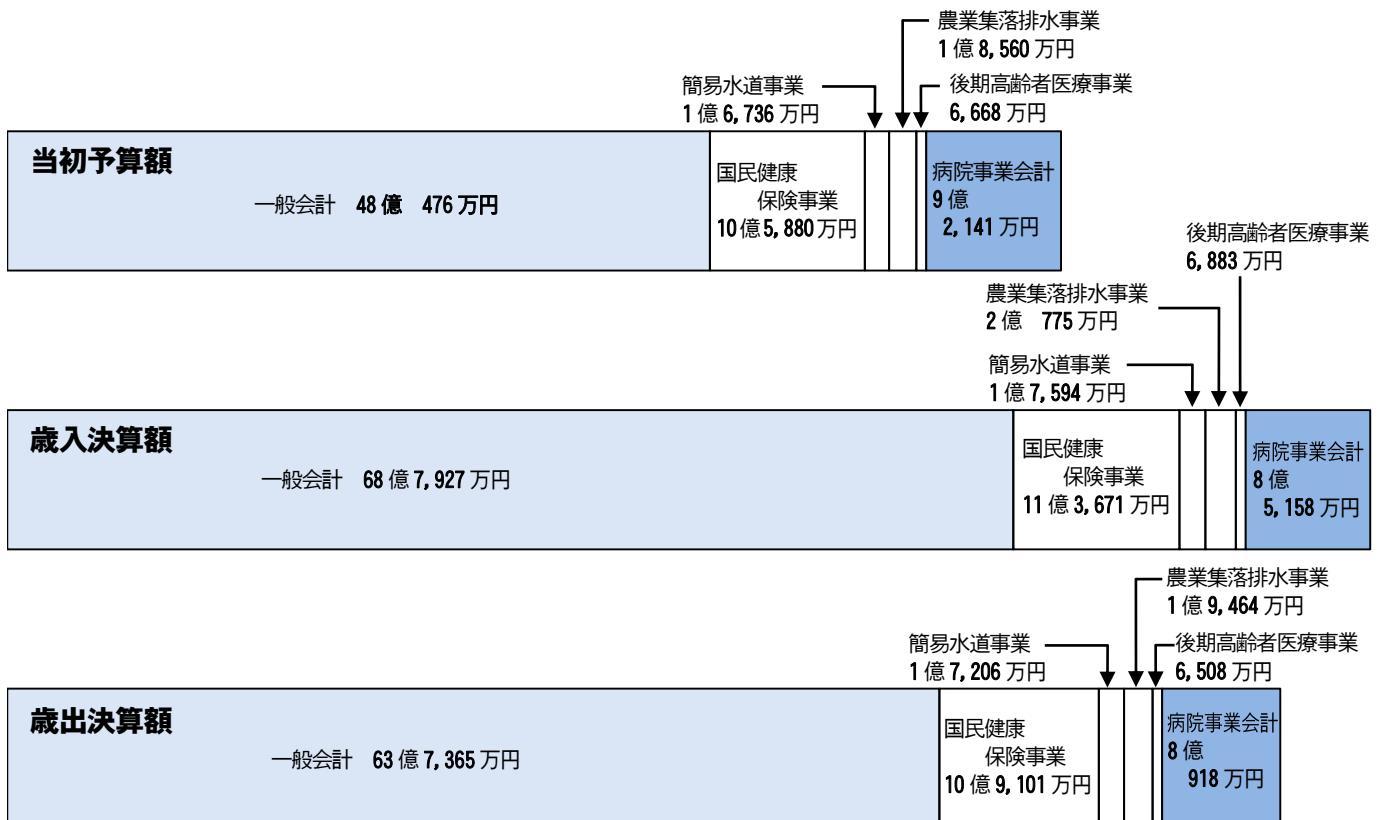 農業集落排水事業
1億8,560万円
簡易水道事業
1億6,736万円
後期高齢者医療事業
6,668万円
当初予算額
一般会計 48億 476万円
国民健康
保険事業
10億5,880万円
病院事業会計
9億
2,141万円
後期高齢者医療事業
6,883万円
農業集落排水事業
2億 775万円
簡易水道事業
1億7,594万円
歳入決算額
一般会計 68億7,927万円
国民健康
保険事業
11億3,671万円
病院事業会計
8億
5,158万円
農業集落排水事業
1億9,464万円
簡易水道事業
1億7,206万円
後期高齢者医療事業
6,508万円
歳出決算額
一般会計 63億7,365万円
国民健康
保険事業
10億9,101万円
病院事業会計
8億
918万円